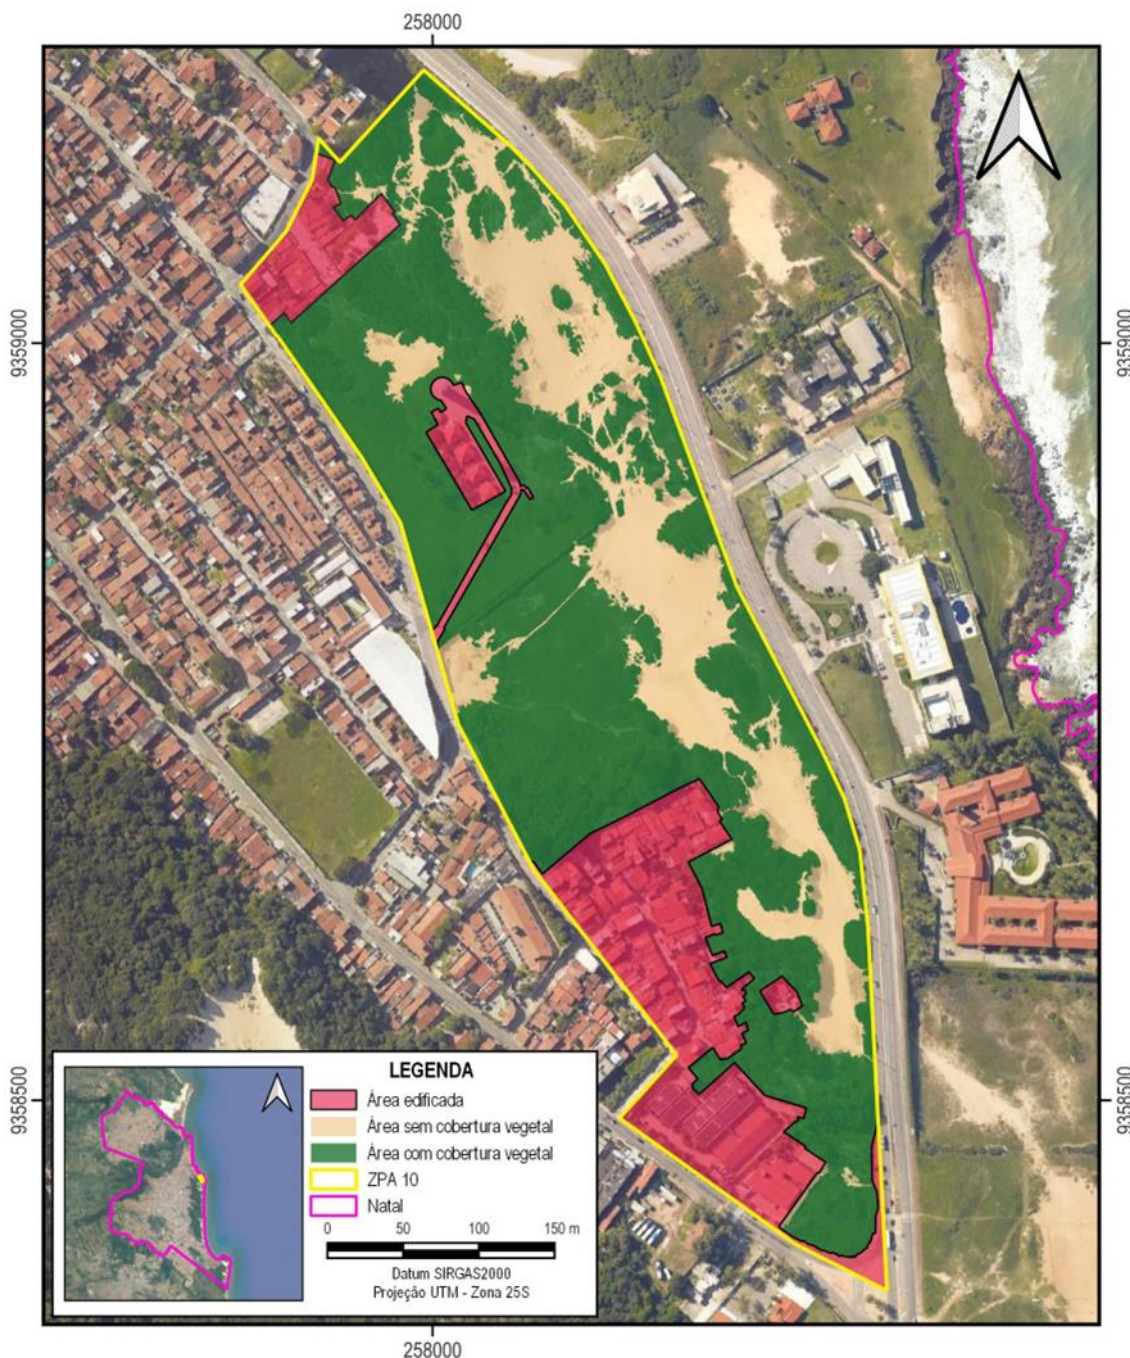 258000
9359000
9359000
9358500
9358500
LEGENDA
Área edificada
Área sem cobertura vegetal
Área com cobertura vegetal
ZPA 10
Natal
0 50 100 150 m
Datum SIRGAS2000
Projeção UTM - Zona 25S
258000